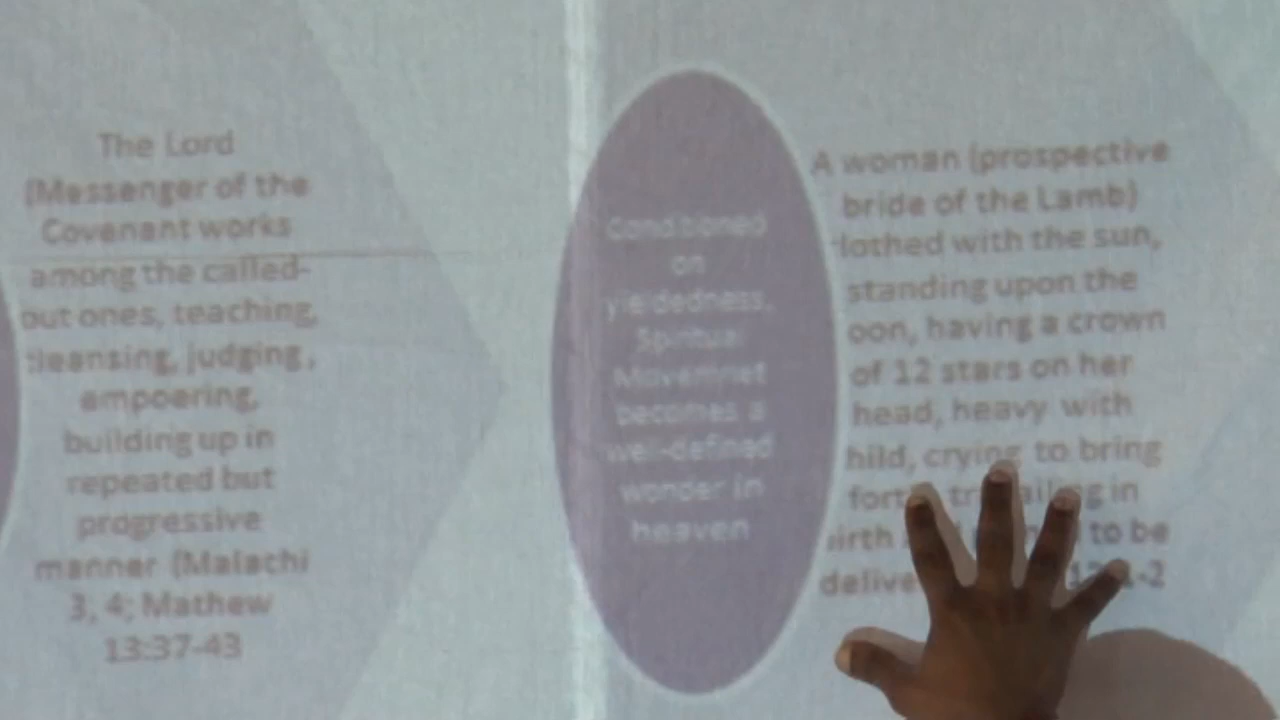 The Lord
(Messenger of the
Covenant works
among the called-
out ones, teaching,
cleansing, judging,
empoering,
building up in
repeated but
progressive
manner (Malachi
3, 4; Mathew
13:37-43
Conditioned
on
yieldedness,
Spiritual
Movemnet
becomes a
well-defined
wonder in
heaven
A woman (prospective
bride of the Lamb)
lothed with the sun,
standing upon the
oon, having a crown
of 12 stars on her
head, heavy with
hild, crying to bring
in
to be